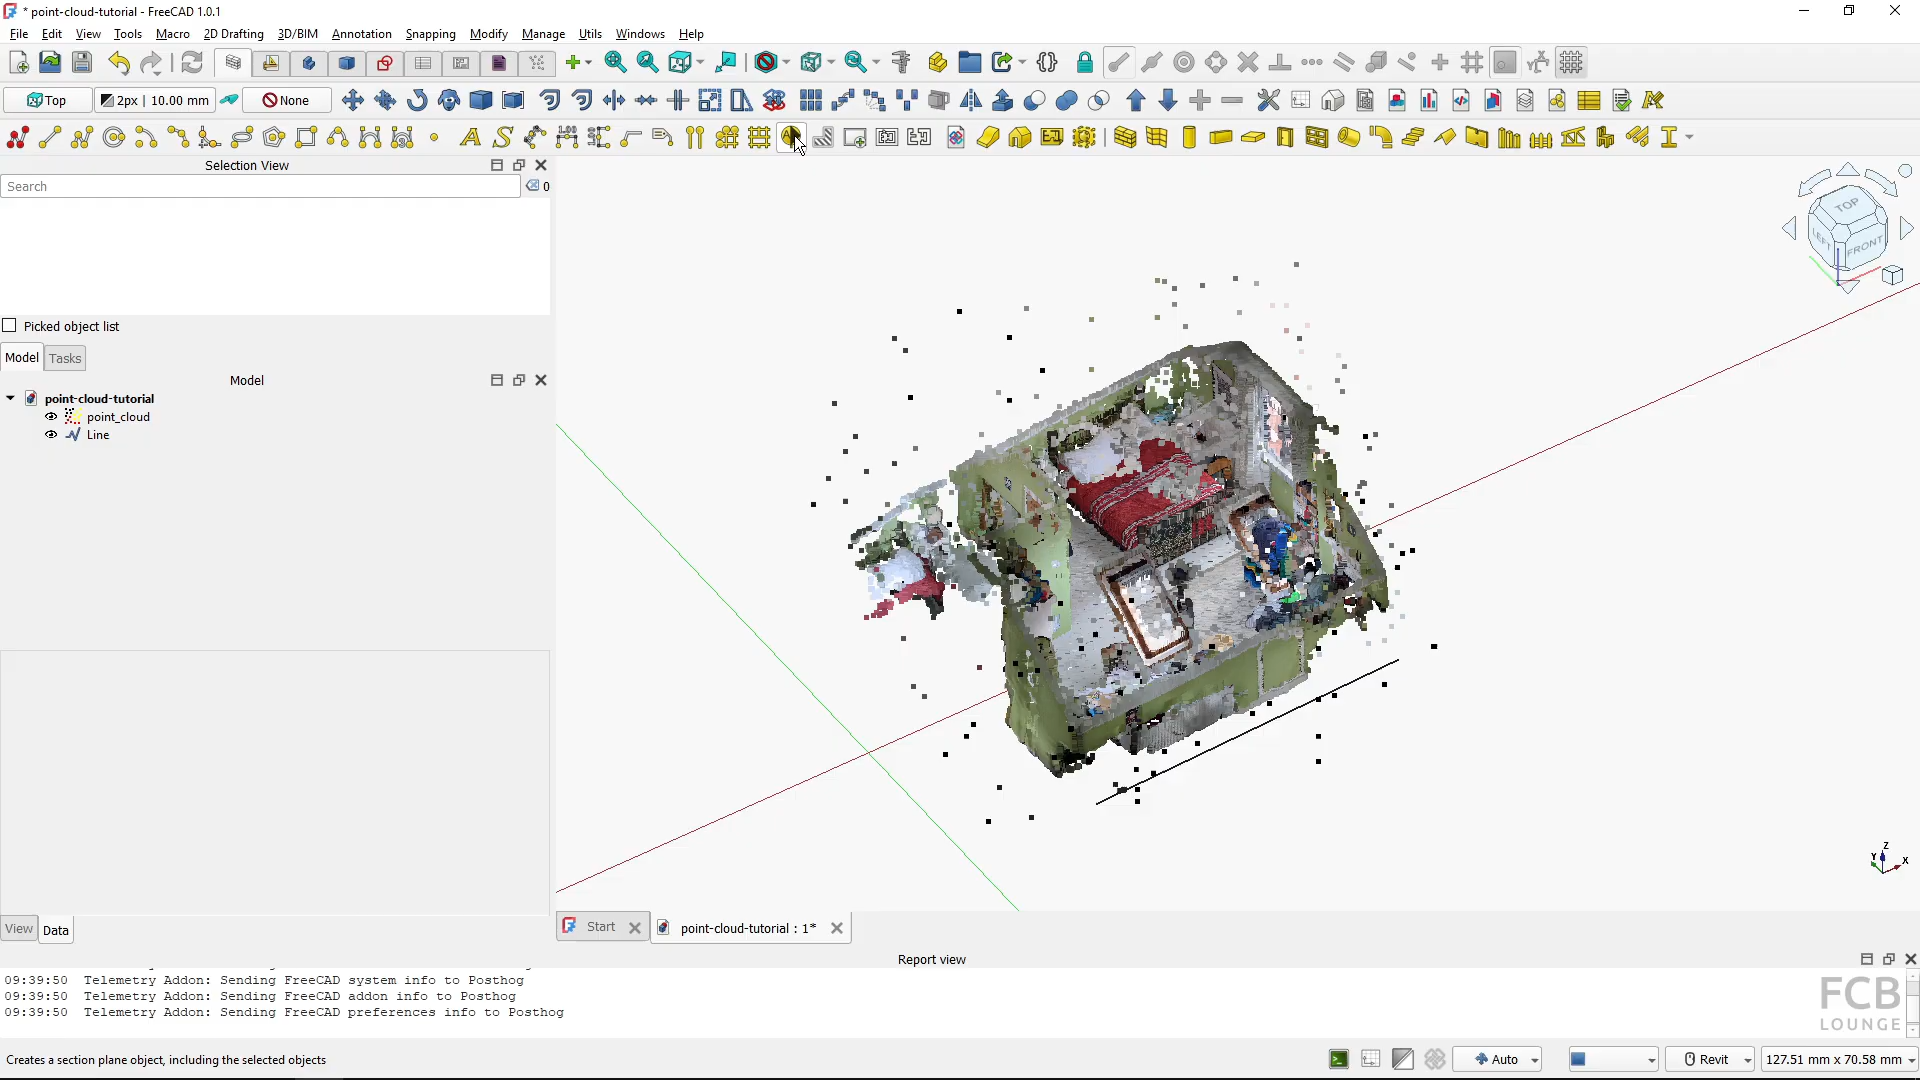 * point-cloud-tutorial - FreeCAD 1.0.1
File Edit View Tools Macro 2D Drafting 3D/BIM Annotation Snapping Modify Manage Utils Windows Help
Top 2px | 10.00 mm None
Selection View
Search 0
Picked object list
Model Tasks
Model
point-cloud-tutorial
point_cloud
Line
TOP
LEFT FRONT
Z
Y X
View Data
Start point-cloud-tutorial : 1*
Report view
09:39:50 Telemetry Addon: Sending FreeCAD system info to Posthog
09:39:50 Telemetry Addon: Sending FreeCAD addon info to Posthog
09:39:50 Telemetry Addon: Sending FreeCAD preferences info to Posthog
FCB
LOUNGE
Creates a section plane object, including the selected objects
Auto Revit 127.51 mm x 70.58 mm